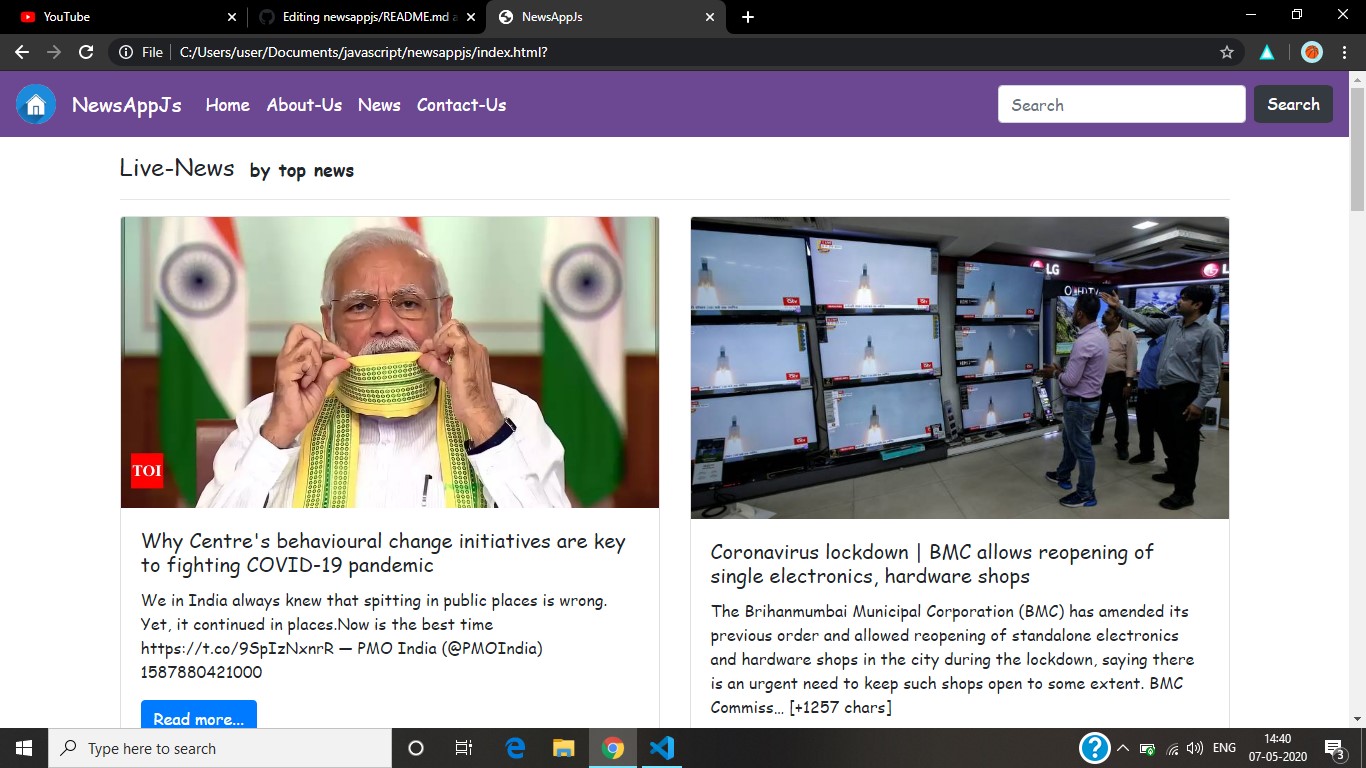 YouTube
Editing newsappjs/README.md a
NewsAppJs
File
C:/Users/user/Documents/javascript/newsappjs/index.html?
NewsAppJs Home About-Us News Contact-Us
Search
Search
Live-News by top news
TOI
LG
Why Centre's behavioural change initiatives are key
to fighting COVID-19 pandemic
We in India always knew that spitting in public places is wrong.
Yet, it continued in places.Now is the best time
https://t.co/9SpIzNxnrR — PMO India (@PMOIndia)
1587880421000
Read more...
Coronavirus lockdown | BMC allows reopening of
single electronics, hardware shops
The Brihanmumbai Municipal Corporation (BMC) has amended its
previous order and allowed reopening of standalone electronics
and hardware shops in the city during the lockdown, saying there
is an urgent need to keep such shops open to some extent. BMC
Commiss… [+1257 chars]
Type here to search
ENG
14:40
07-05-2020
3